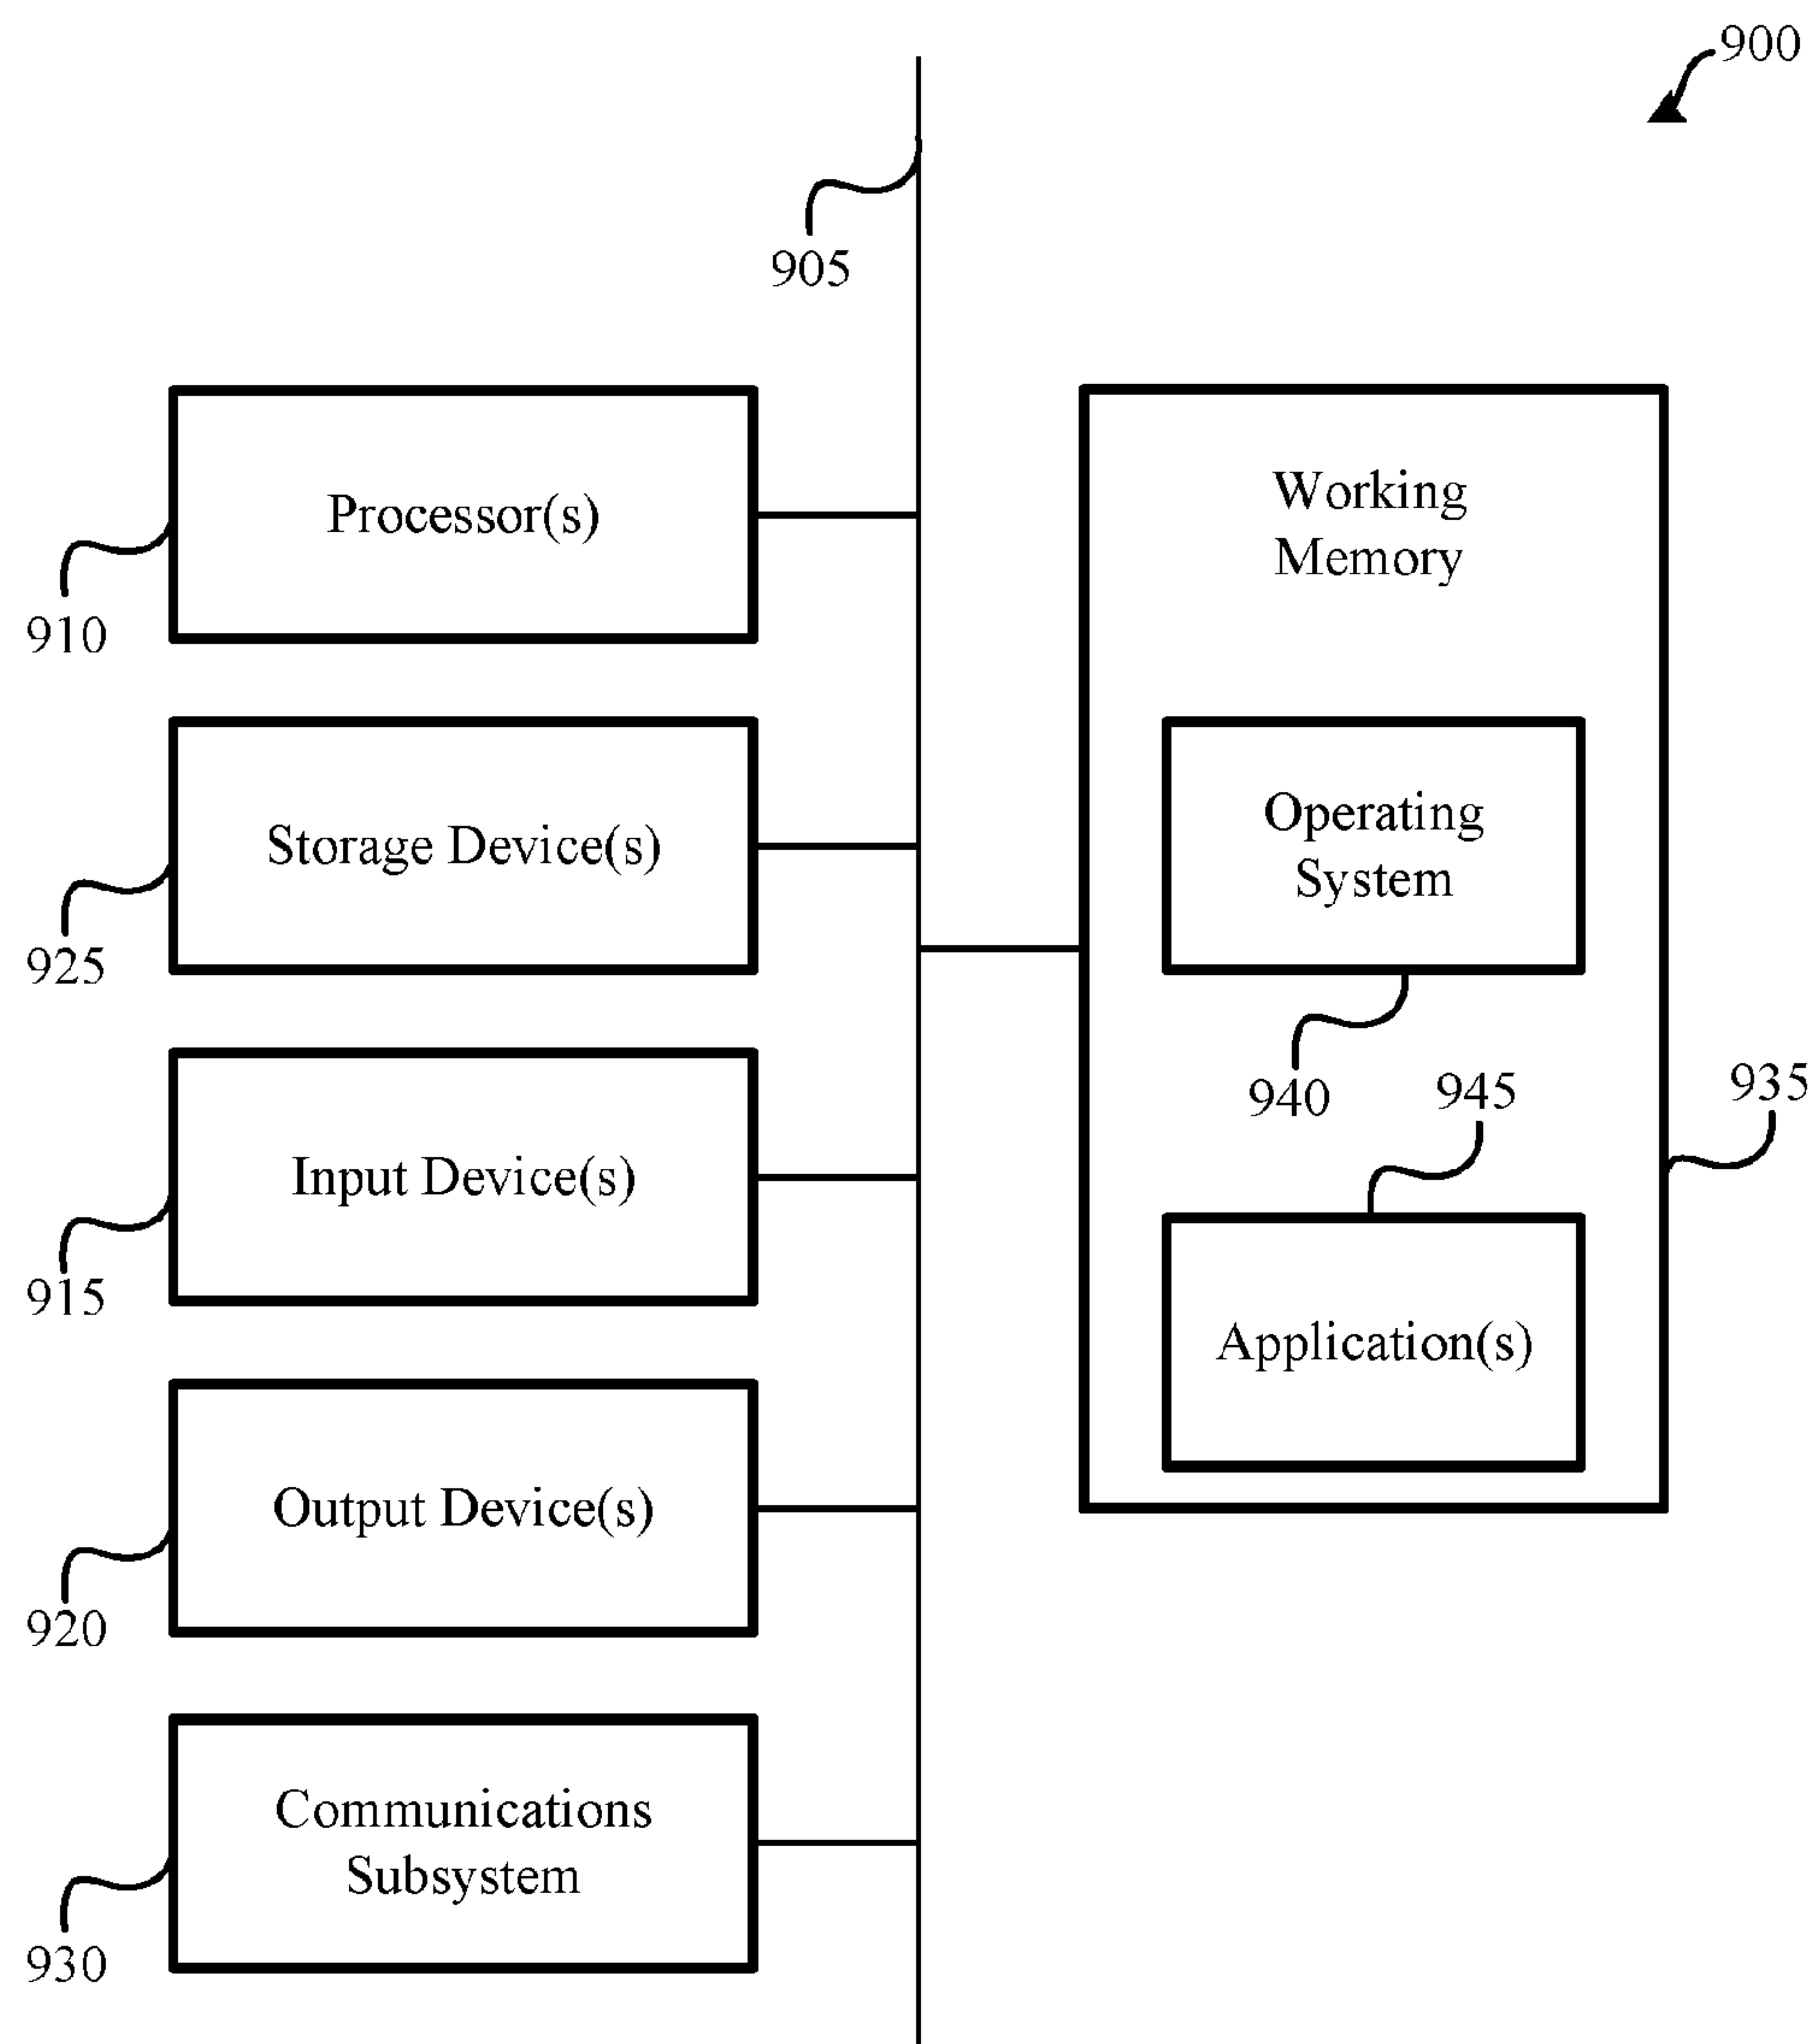 900
905
Processor(s)
910
Storage Device(s)
925
Input Device(s)
915
Output Device(s)
920
Communications
Subsystem
930
Working
Memory
Operating
System
940
945
935
Application(s)